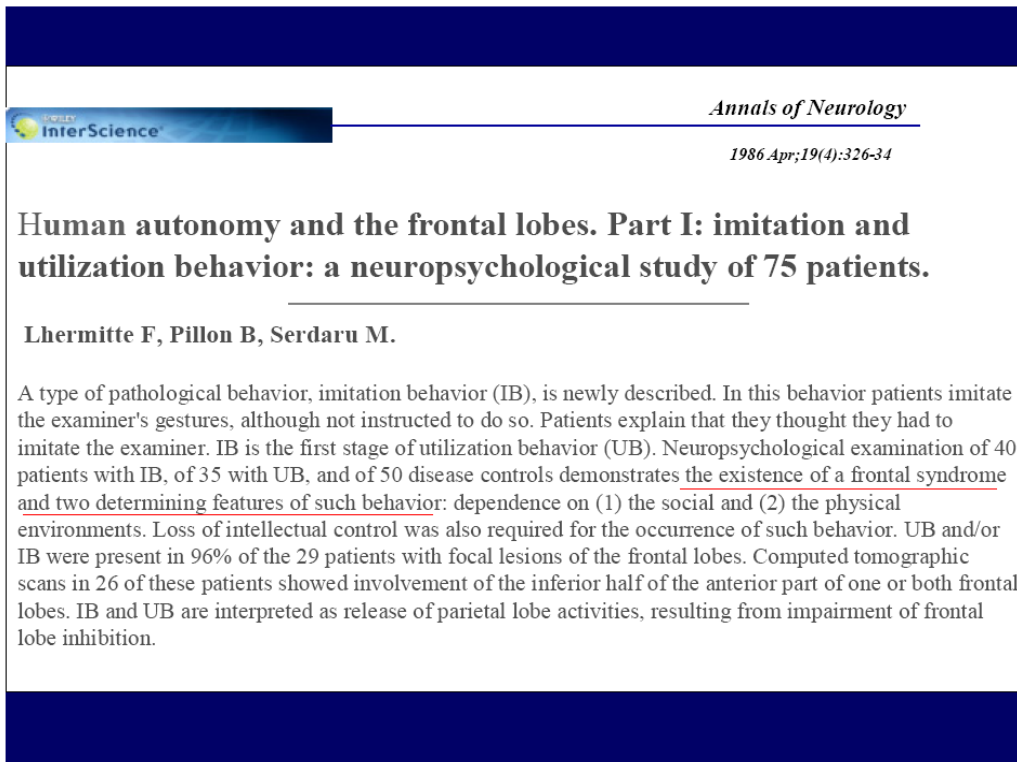 WILEY
InterScience®
Annals of Neurology
1986 Apr;19(4):326-34
Human autonomy and the frontal lobes. Part I: imitation and
utilization behavior: a neuropsychological study of 75 patients.
Lhermitte F, Pillon B, Serdaru M.
A type of pathological behavior, imitation behavior (IB), is newly described. In this behavior patients imitate
the examiner's gestures, although not instructed to do so. Patients explain that they thought they had to
imitate the examiner. IB is the first stage of utilization behavior (UB). Neuropsychological examination of 40
patients with IB, of 35 with UB, and of 50 disease controls demonstrates the existence of a frontal syndrome
and two determining features of such behavior: dependence on (1) the social and (2) the physical
environments. Loss of intellectual control was also required for the occurrence of such behavior. UB and/or
IB were present in 96% of the 29 patients with focal lesions of the frontal lobes. Computed tomographic
scans in 26 of these patients showed involvement of the inferior half of the anterior part of one or both frontal
lobes. IB and UB are interpreted as release of parietal lobe activities, resulting from impairment of frontal
lobe inhibition.